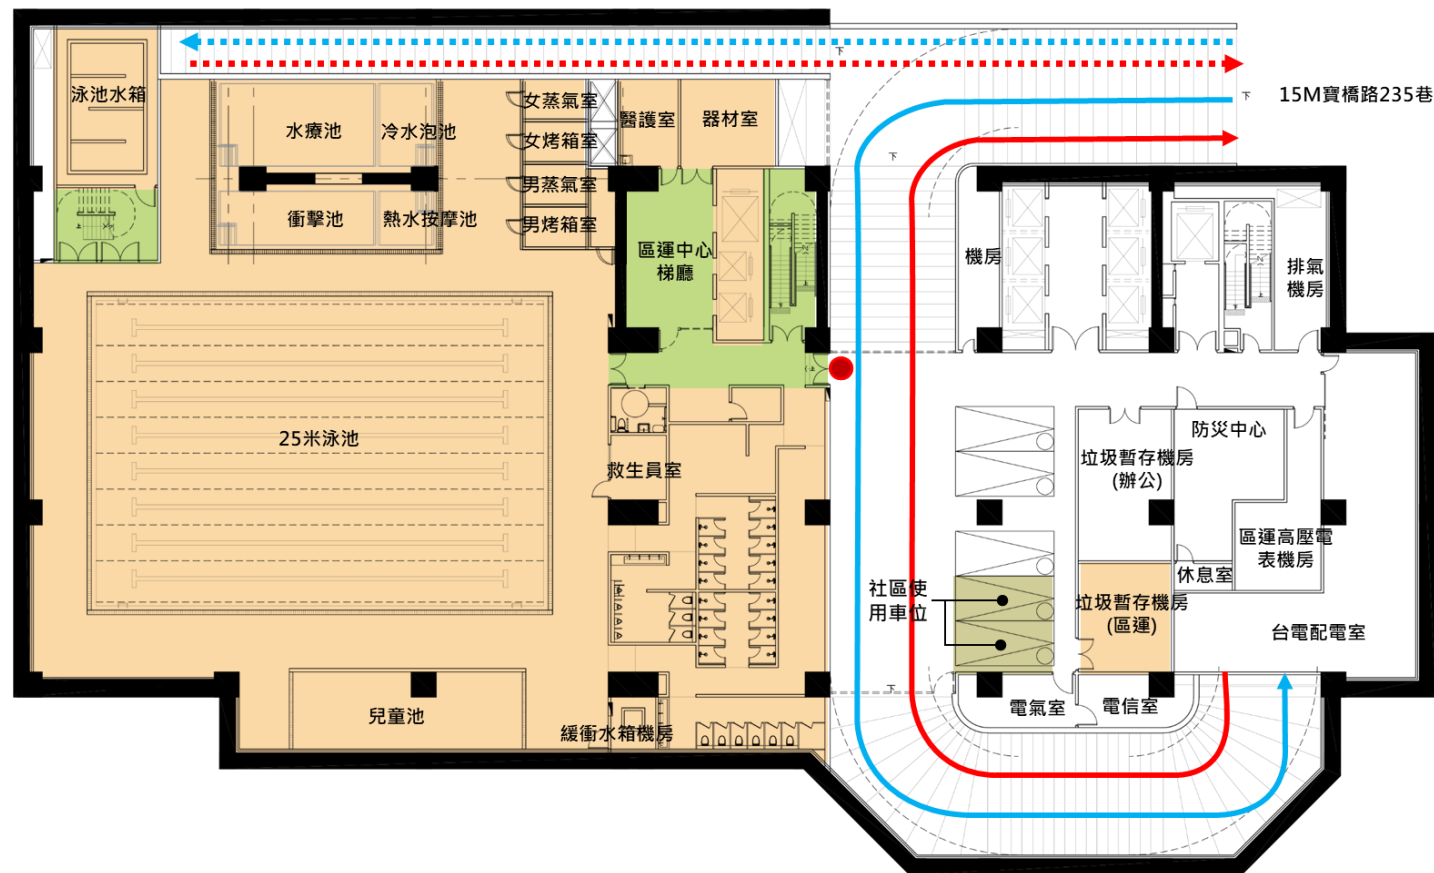 15M寶橋路235巷
下
下
下
下
下
泳池水箱
水療池
冷水泡池
衝擊池
熱水按摩池
女蒸氣室
女烤箱室
男蒸氣室
男烤箱室
醫護室
器材室
區運中心
梯廳
機房
排氣
機房
25米泳池
救生員室
垃圾暫存機房
(辦公)
防災中心
區運高壓電
表機房
休息室
社區使
用車位
垃圾暫存機房
(區運)
台電配電室
電氣室
電信室
兒童池
緩衝水箱機房